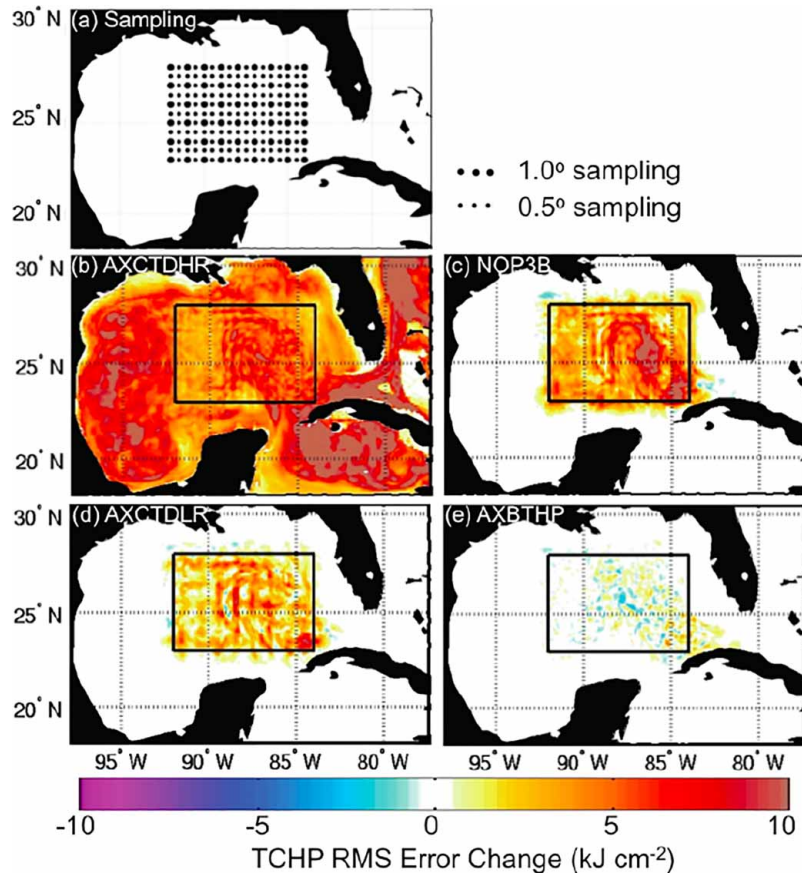 (a) Sampling
30° N
25° N
20° N
1.0º sampling
0.5º sampling
(b) AXCTDHR
(c) NOP3B
30° N
25° N
20° N
(d) AXCTDLR
(e) AXBTHP
30° N
25° N
20° N
95° W 90° W 85° W 80° W 95° W 90° W 85° W 80° W
-10 -5 0 5 10
TCHP RMS Error Change (kJ cm-2)